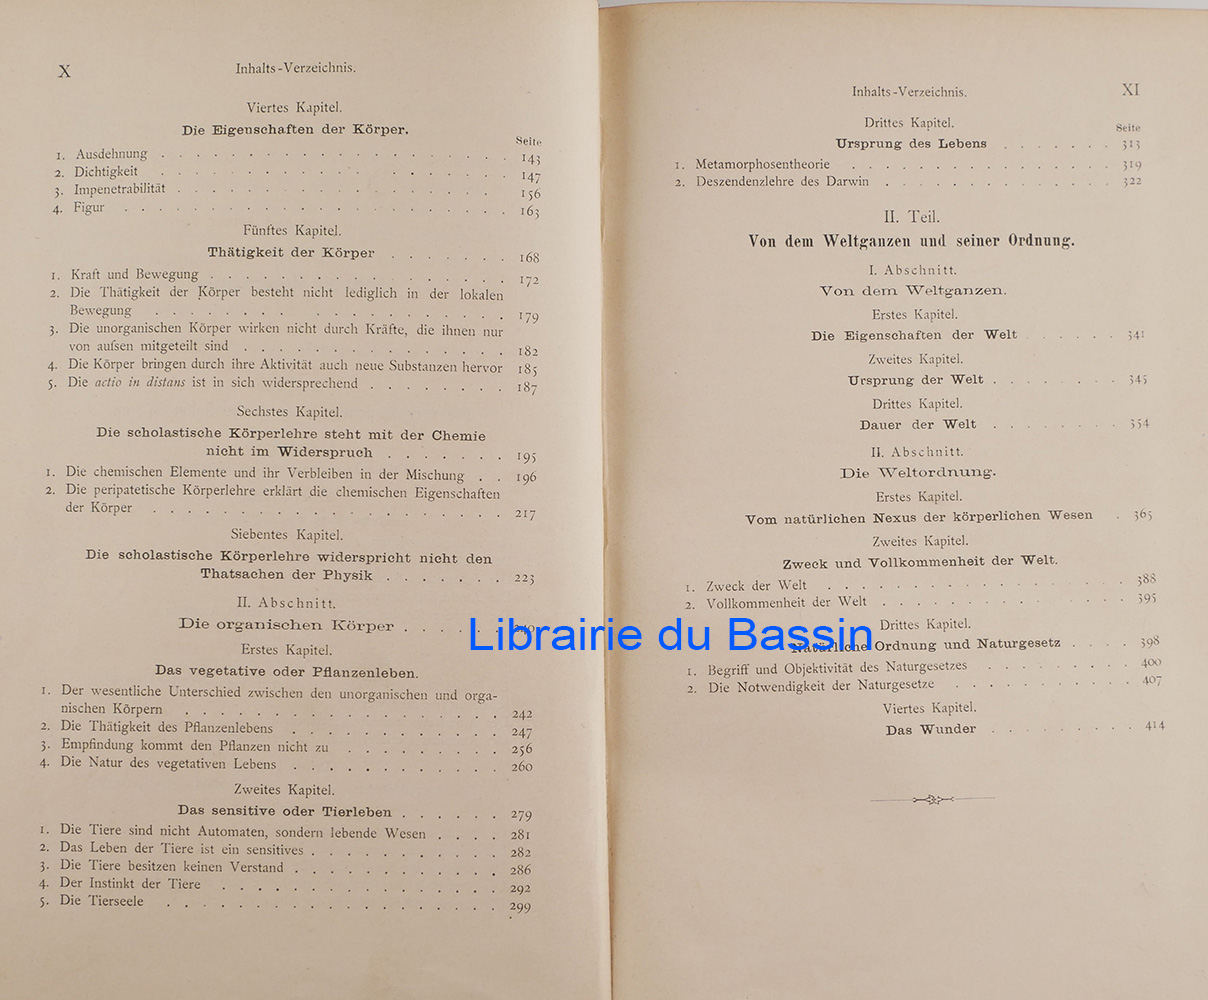 X
Inhalts-Verzeichnis.
Viertes Kapitel.
Die Eigenschaften der Körper.
Seite
1. Ausdehnung . . . . . . . . . . . . . . . . . . 143
2. Dichtigkeit . . . . . . . . . . . . . . . . . . 147
3. Impenetrabilität . . . . . . . . . . . . . . . . 156
4. Figur . . . . . . . . . . . . . . . . . . . . 163
Fünftes Kapitel.
Thätigkeit der Körper . . . . . . . 168
1. Kraft und Bewegung . . . . . . . . . . . . . . . 172
2. Die Thätigkeit der Körper besteht nicht lediglich in der lokalen
Bewegung . . . . . . . . . . . . . . . . . . 179
3. Die unorganischen Körper wirken nicht durch Kräfte, die ihnen nur
von aufsen mitgeteilt sind . . . . . . . . . . . . . . 182
4. Die Körper bringen durch ihre Aktivität auch neue Substanzen hervor 185
5. Die actio in distans ist in sich widersprechend . . . . . . . . 187
Sechstes Kapitel.
Die scholastische Körperlehre steht mit der Chemie
nicht im Widerspruch . . . . . . . 195
1. Die chemischen Elemente und ihr Verbleiben in der Mischung . . 196
2. Die peripatetische Körperlehre erklärt die chemischen Eigenschaften
der Körper . . . . . . . . . . . . . . . . . . 217
Siebentes Kapitel.
Die scholastische Körperlehre widerspricht nicht den
Thatsachen der Physik . . . . . . . 223
II. Abschnitt.
Die organischen Körper . . . . . . 240
Erstes Kapitel.
Das vegetative oder Pflanzenleben.
1. Der wesentliche Unterschied zwischen den unorganischen und orga-
nischen Körpern . . . . . . . . . . . . . . . . 242
2. Die Thätigkeit des Pflanzenlebens . . . . . . . . . . . 247
3. Empfindung kommt den Pflanzen nicht zu . . . . . . . . 256
4. Die Natur des vegetativen Lebens . . . . . . . . . . . 260
Zweites Kapitel.
Das sensitive oder Tierleben . . . . . . 279
1. Die Tiere sind nicht Automaten, sondern lebende Wesen . . . . 281
2. Das Leben der Tiere ist ein sensitives . . . . . . . . . . 282
3. Die Tiere besitzen keinen Verstand . . . . . . . . . . . 286
4. Der Instinkt der Tiere . . . . . . . . . . . . . . . 292
5. Die Tierseele . . . . . . . . . . . . . . . . . . 299
Inhalts-Verzeichnis.
XI
Drittes Kapitel.
Seite
Ursprung des Lebens . . . . . . . 313
1. Metamorphosentheorie . . . . . . . . . . . . . . 319
2. Deszendenzlehre des Darwin . . . . . . . . . . . . 322
II. Teil.
Von dem Weltganzen und seiner Ordnung.
I. Abschnitt.
Von dem Weltganzen.
Erstes Kapitel.
Die Eigenschaften der Welt . . . . . . 341
Zweites Kapitel.
Ursprung der Welt . . . . . . . . 345
Drittes Kapitel.
Dauer der Welt . . . . . . . . 354
II. Abschnitt.
Die Weltordnung.
Erstes Kapitel.
Vom natürlichen Nexus der körperlichen Wesen . 365
Zweites Kapitel.
Zweck und Vollkommenheit der Welt.
1. Zweck der Welt . . . . . . . . . . . . . . . . 388
2. Vollkommenheit der Welt . . . . . . . . . . . . . 395
Drittes Kapitel.
Natürliche Ordnung und Naturgesetz . . . . 398
1. Begriff und Objektivität des Naturgesetzes . . . . . . . . 400
2. Die Notwendigkeit der Naturgesetze . . . . . . . . . . 407
Viertes Kapitel.
Das Wunder . . . . . . . . . 414
Librairie du Bassin